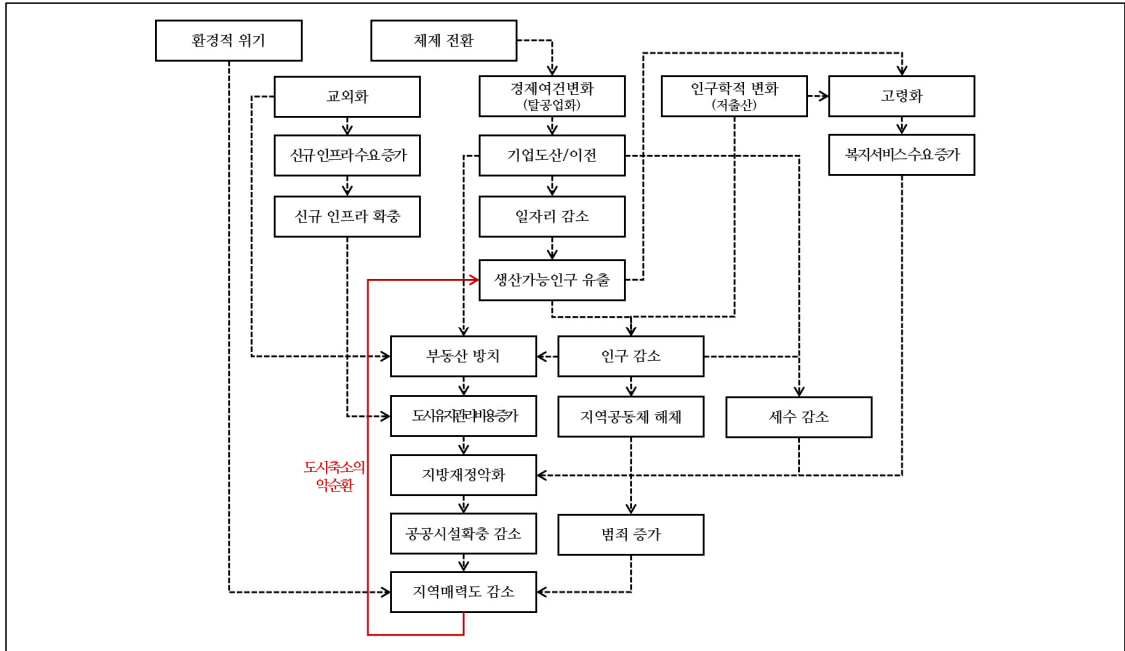 환경적 위기
체제 전환
교외화
경제여건변화
(탈공업화)
인구학적 변화
(저출산)
고령화
신규 인프라 수요 증가
기업도산/이전
복지서비스 수요 증가
신규 인프라 확충
일자리 감소
생산가능인구 유출
부동산 방치
인구 감소
도시유지관리비용증가
지역공동체 해체
세수 감소
도시축소의
악순환
지방재정악화
공공시설확충 감소
범죄 증가
지역매력도 감소